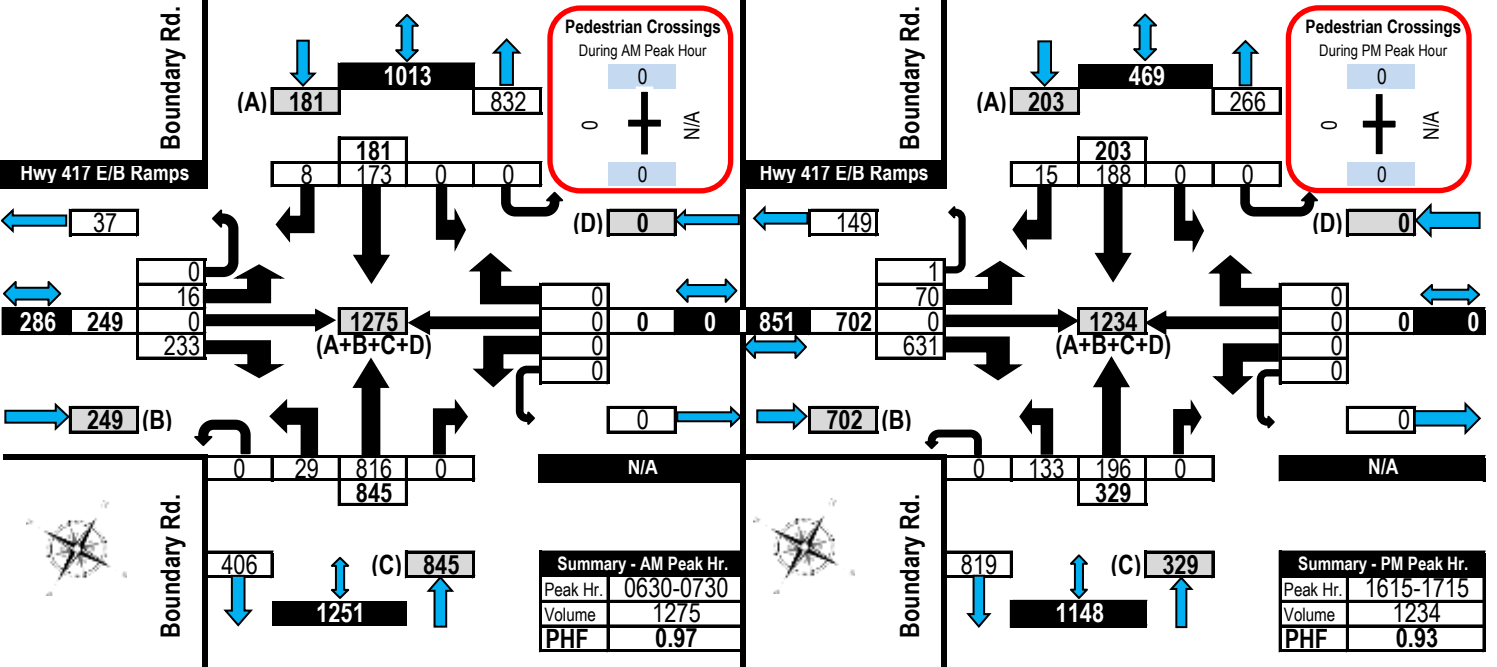 Boundary Rd.
Pedestrian Crossings
During AM Peak Hour
0
0
N/A
0
1013
(A) 181
832
181
8 173 0 0
Hwy 417 E/B Ramps
37
(D) 0
0
16
286 249 0
233
1275
(A+B+C+D)
0
0 0 0
0
0
249 (B)
0
0 29 816 0
845
N/A
Boundary Rd.
406
(C) 845
1251
Summary - AM Peak Hr.
Peak Hr. 0630-0730
Volume 1275
PHF 0.97
Boundary Rd.
Pedestrian Crossings
During PM Peak Hour
0
0
N/A
0
469
(A) 203
266
203
15 188 0 0
Hwy 417 E/B Ramps
149
(D) 0
1
70
851 702 0
631
1234
(A+B+C+D)
0
0 0 0
0
0
702 (B)
0
0 133 196 0
329
N/A
Boundary Rd.
819
(C) 329
1148
Summary - PM Peak Hr.
Peak Hr. 1615-1715
Volume 1234
PHF 0.93